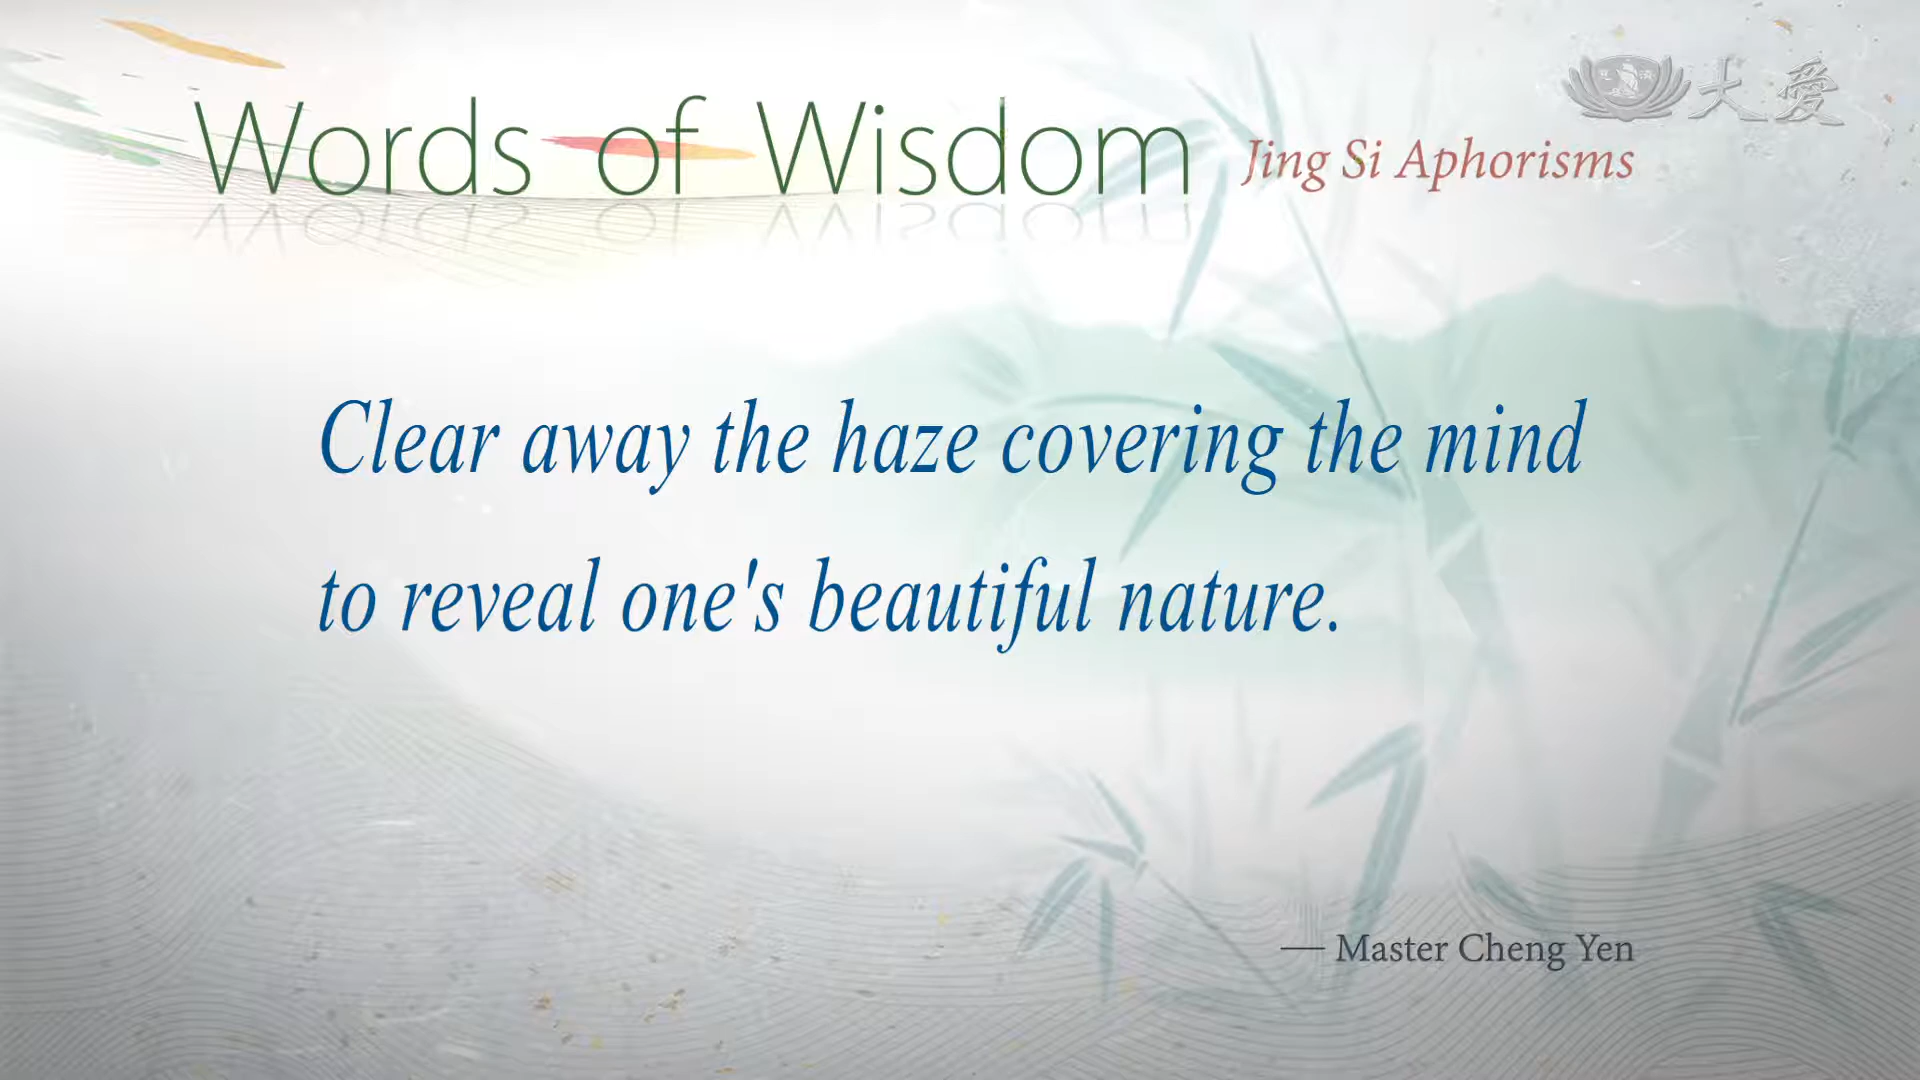 Words of Wisdom Jing Si Aphorisms
大愛
Clear away the haze covering the mind
to reveal one's beautiful nature.
— Master Cheng Yen